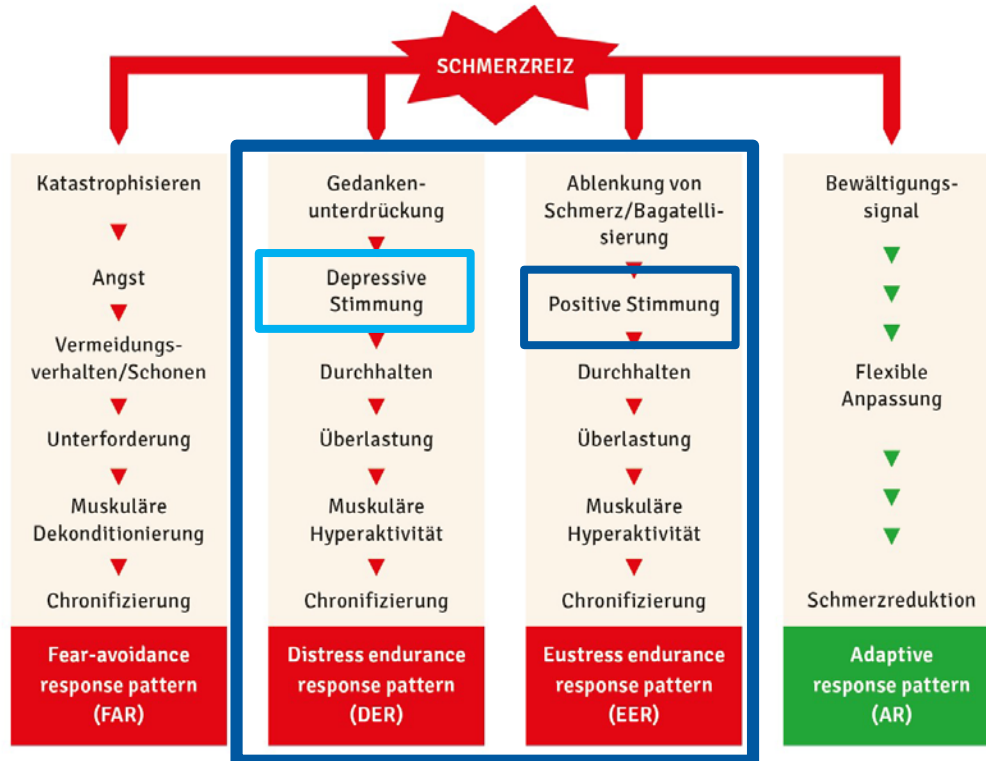 SCHMERZREIZ
Katastrophisieren
Angst
Vermeidungs-
verhalten/Schonen
Unterforderung
Muskuläre
Dekonditionierung
Chronifizierung
Fear-avoidance
response pattern
(FAR)
Gedanken-
unterdrückung
Depressive
Stimmung
Durchhalten
Überlastung
Muskuläre
Hyperaktivität
Chronifizierung
Distress endurance
response pattern
(DER)
Ablenkung von
Schmerz/Bagatelli-
sierung
Positive Stimmung
Durchhalten
Überlastung
Muskuläre
Hyperaktivität
Chronifizierung
Eustress endurance
response pattern
(EER)
Bewältigungs-
signal
Flexible
Anpassung
Schmerzreduktion
Adaptive
response pattern
(AR)